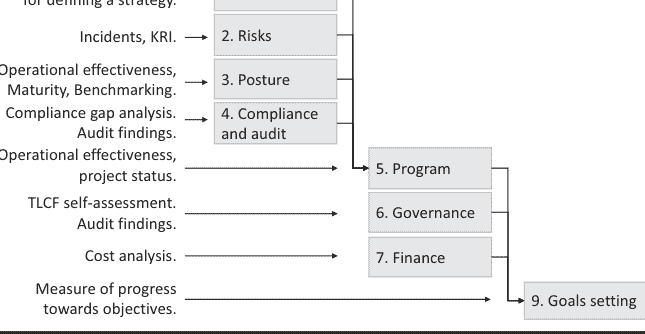 for defining a strategy.
Incidents, KRI.
2. Risks
Operational effectiveness,
Maturity, Benchmarking.
3. Posture
Compliance gap analysis.
Audit findings.
4. Compliance
and audit
Operational effectiveness,
project status.
5. Program
TLCF self-assessment.
Audit findings.
6. Governance
Cost analysis.
7. Finance
Measure of progress
towards objectives.
9. Goals setting